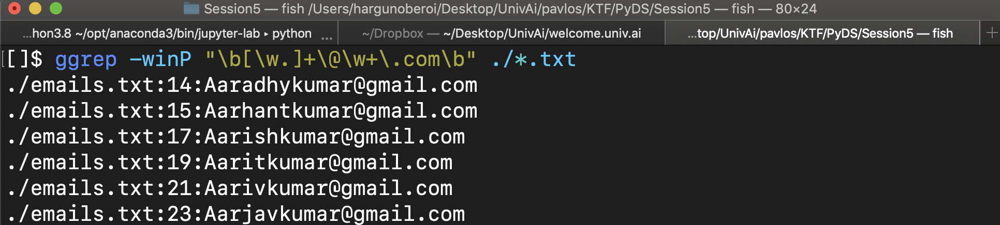 Session5 — fish /Users/hargunoberoi/Desktop/UnivAi/pavlos/KTF/PyDS/Session5 — fish — 80×24
...hon3.8 ~/opt/anaconda3/bin/jupyter-lab ▸ python ...
~/Dropbox — ~/Desktop/UnivAi/welcome.univ.ai
...top/UnivAi/pavlos/KTF/PyDS/Session5 — fish
[]$ ggrep -winP "\b[\w.]+\@\w+\.com\b" ./*.txt
./emails.txt:14:Aaradhykumar@gmail.com
./emails.txt:15:Aarhantkumar@gmail.com
./emails.txt:17:Aarishkumar@gmail.com
./emails.txt:19:Aaritkumar@gmail.com
./emails.txt:21:Aarivkumar@gmail.com
./emails.txt:23:Aarjavkumar@gmail.com